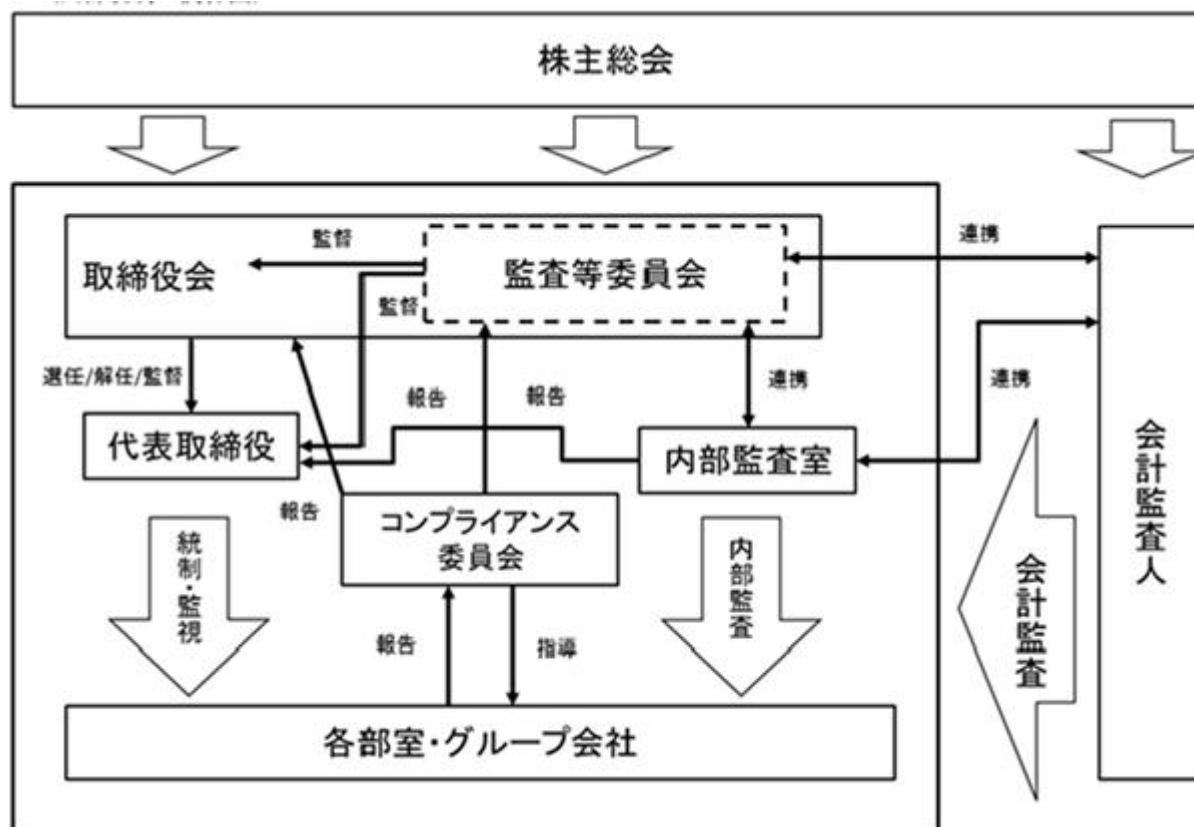 株主総会
監督
取締役会
監査等委員会
監督
連携
選任/解任/監督
報告
報告
連携
連携
代表取締役
内部監査室
報告
コンプライアンス
委員会
統制・監視
内部監査
会計監査
会計監査人
報告
指導
各部室・グループ会社